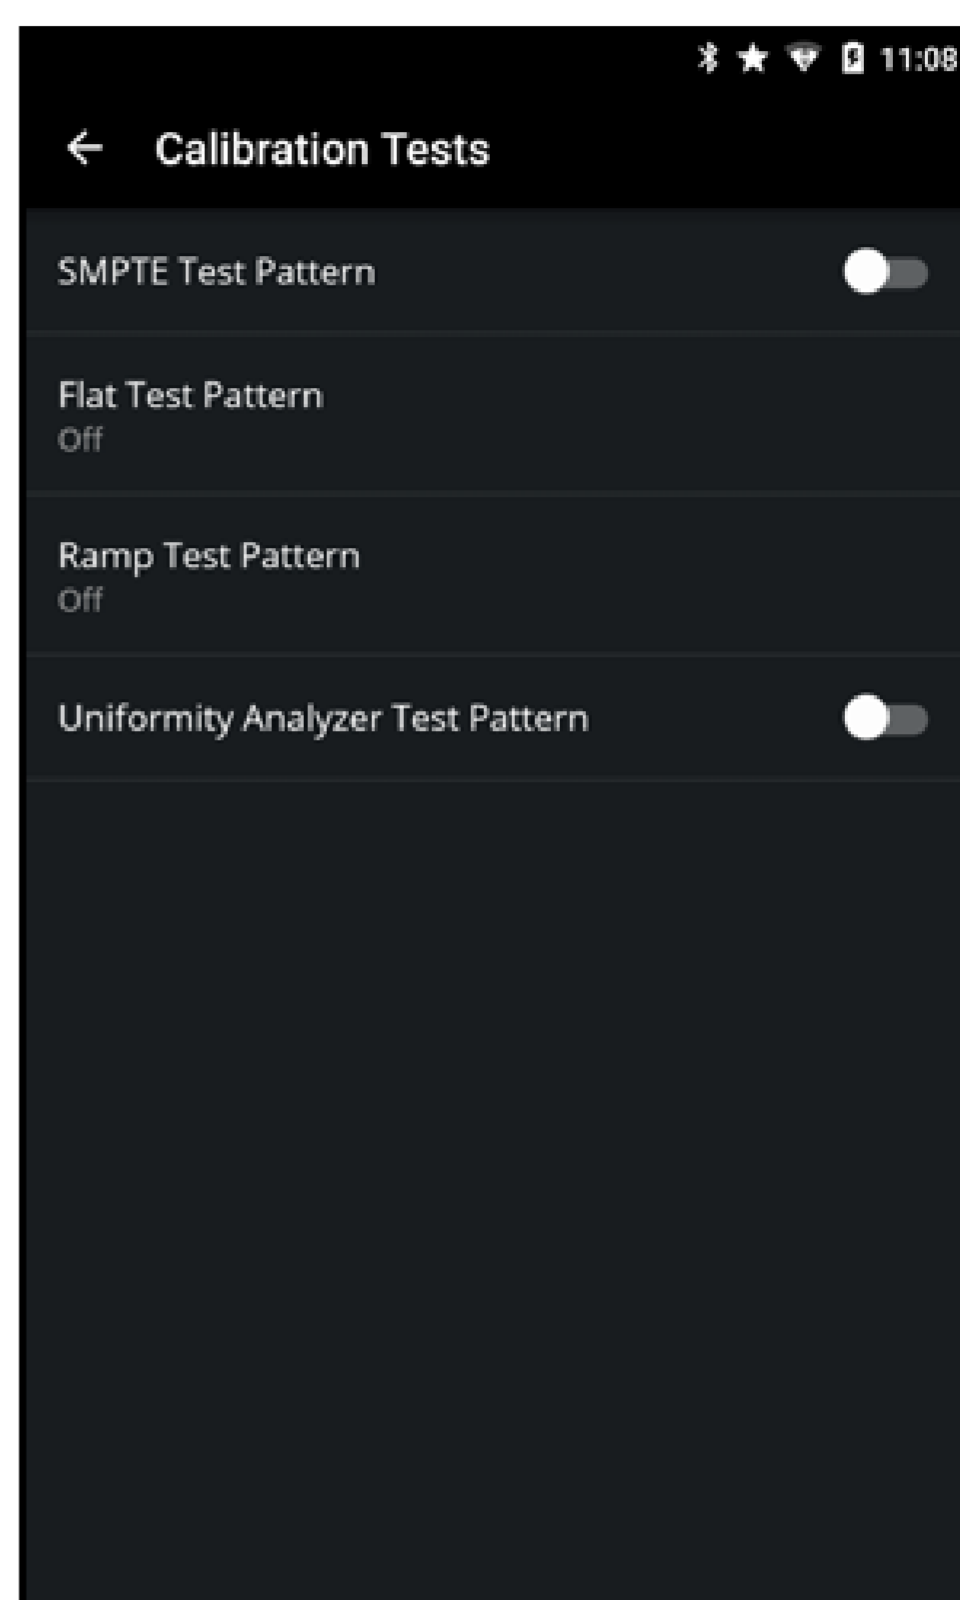 11:08
Calibration Tests
SMPTE Test Pattern
Flat Test Pattern
Off
Ramp Test Pattern
Off
Uniformity Analyzer Test Pattern